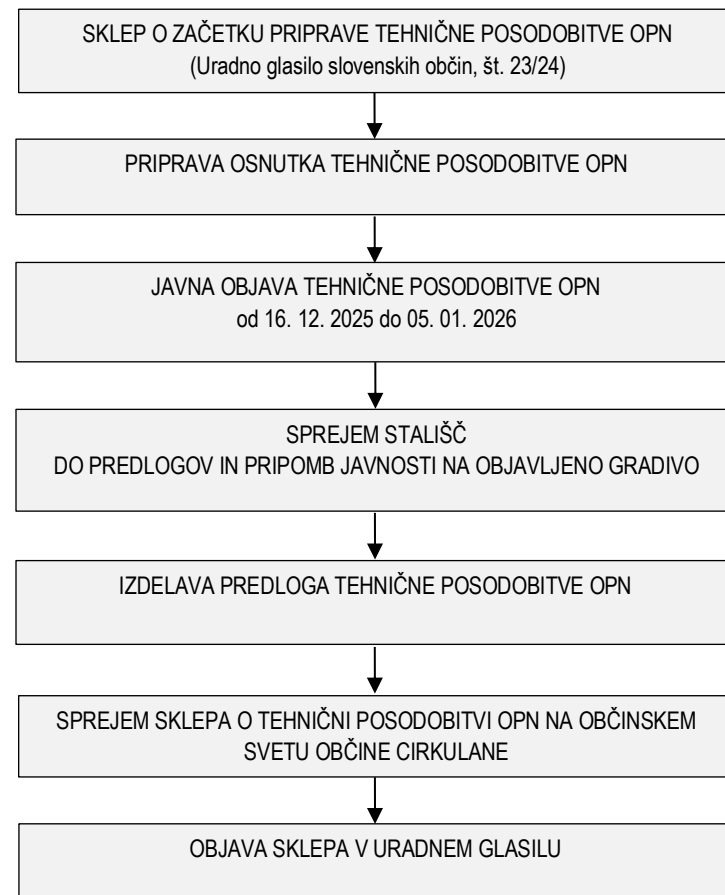 SKLEP O ZAČETKU PRIPRAVE TEHNIČNE POSODOBITVE OPN
(Uradno glasilo slovenskih občin, št. 23/24)
PRIPRAVA OSNUTKA TEHNIČNE POSODOBITVE OPN
JAVNA OBJAVA TEHNIČNE POSODOBITVE OPN
od 16. 12. 2025 do 05. 01. 2026
SPREJEM STALIŠČ
DO PREDLOGOV IN PRIPOMB JAVNOSTI NA OBJAVLJENO GRADIVO
IZDELAVA PREDLOGA TEHNIČNE POSODOBITVE OPN
SPREJEM SKLEPA O TEHNIČNI POSODOBITVI OPN NA OBČINSKEM
SVETU OBČINE CIRKULANE
OBJAVA SKLEPA V URADNEM GLASILU